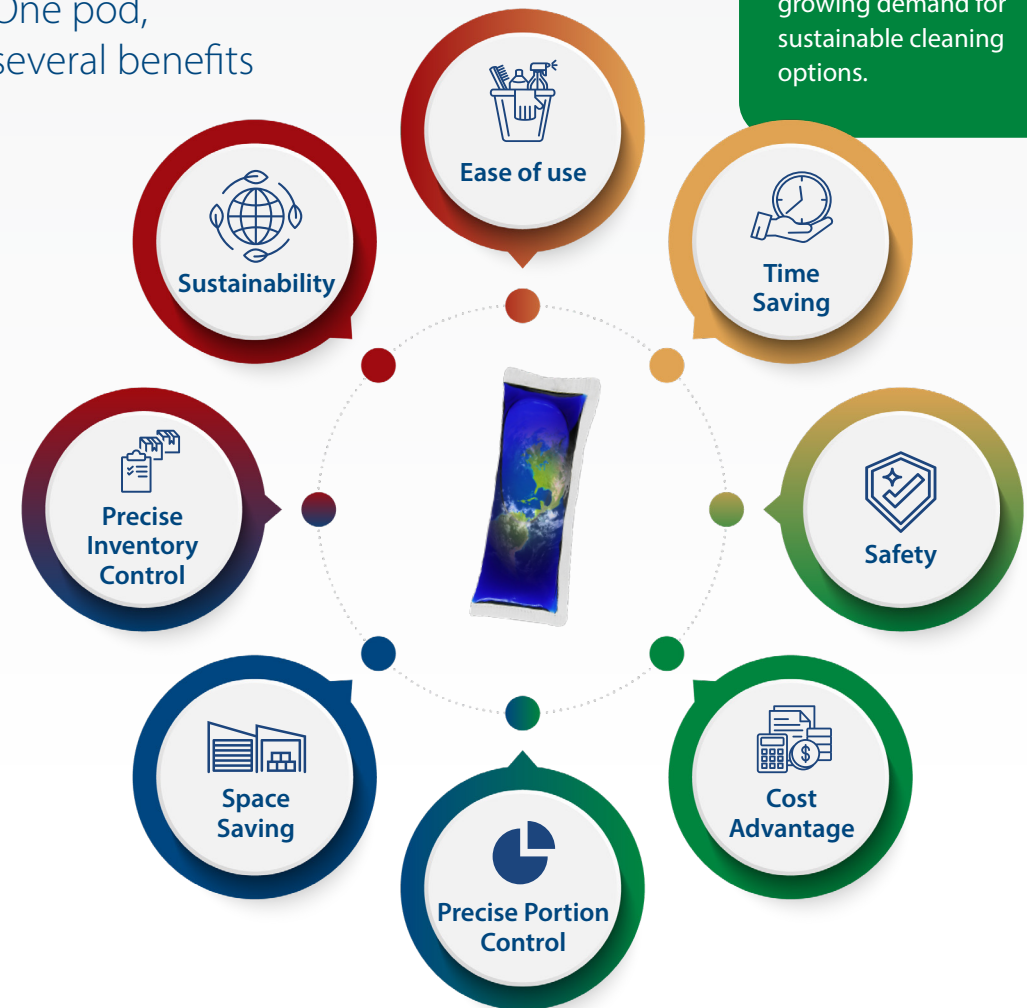 One pod,
several benefits
growing demand for
sustainable cleaning
options.
Ease of use
Sustainability
Time
Saving
Precise
Inventory
Control
Safety
Space
Saving
Cost
Advantage
Precise Portion
Control